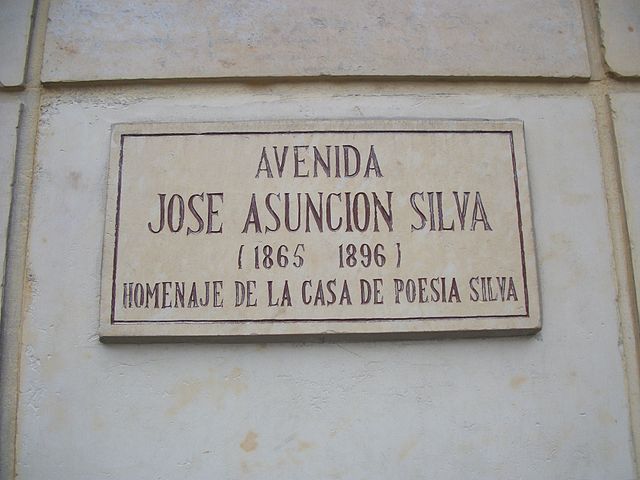 AVENIDA
JOSE ASUNCION SILVA
(1865 1896)
HOMENAJE DE LA CASA DE POESIA SILVA